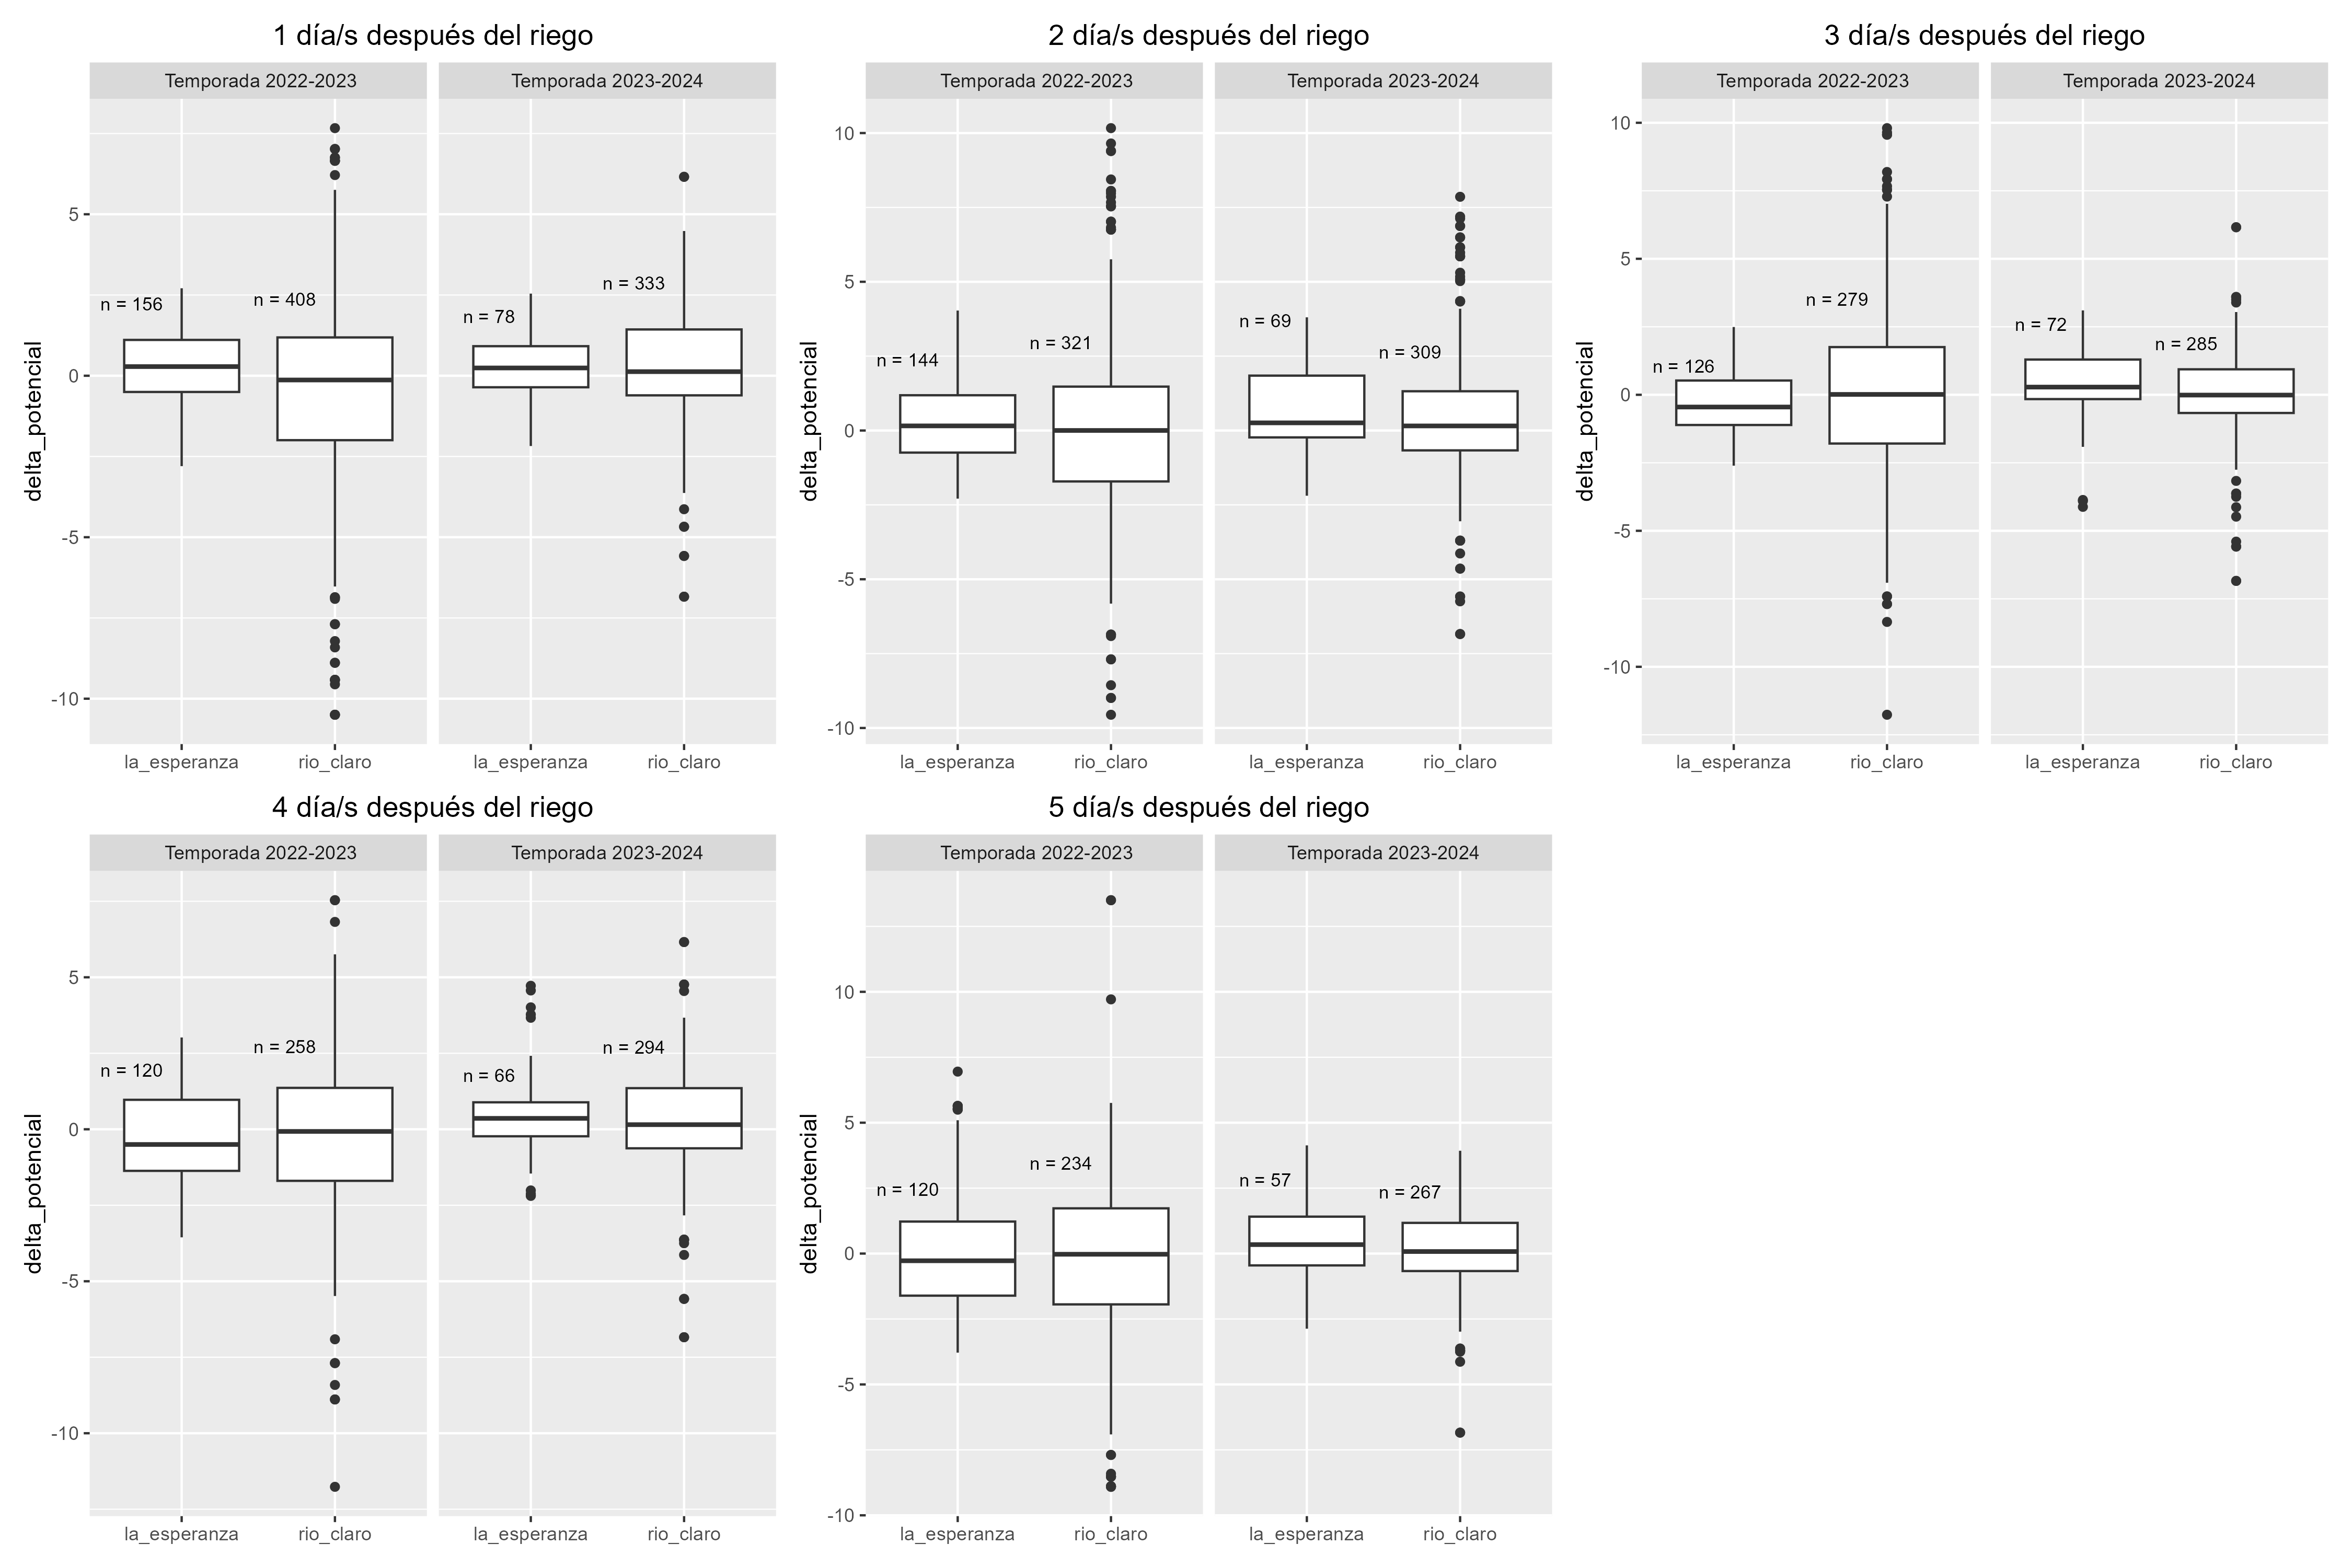 1 día/s después del riego
Temporada 2022-2023
Temporada 2023-2024
delta_potencial
5
0
-5
-10
n = 156
n = 408
n = 78
n = 333
la_esperanza
rio_claro
la_esperanza
rio_claro
2 día/s después del riego
Temporada 2022-2023
Temporada 2023-2024
delta_potencial
10
5
0
-5
-10
n = 144
n = 321
n = 69
n = 309
la_esperanza
rio_claro
la_esperanza
rio_claro
3 día/s después del riego
Temporada 2022-2023
Temporada 2023-2024
delta_potencial
10
5
0
-5
-10
n = 126
n = 279
n = 72
n = 285
la_esperanza
rio_claro
la_esperanza
rio_claro
4 día/s después del riego
Temporada 2022-2023
Temporada 2023-2024
delta_potencial
5
0
-5
-10
n = 120
n = 258
n = 66
n = 294
la_esperanza
rio_claro
la_esperanza
rio_claro
5 día/s después del riego
Temporada 2022-2023
Temporada 2023-2024
delta_potencial
10
5
0
-5
-10
n = 120
n = 234
n = 57
n = 267
la_esperanza
rio_claro
la_esperanza
rio_claro